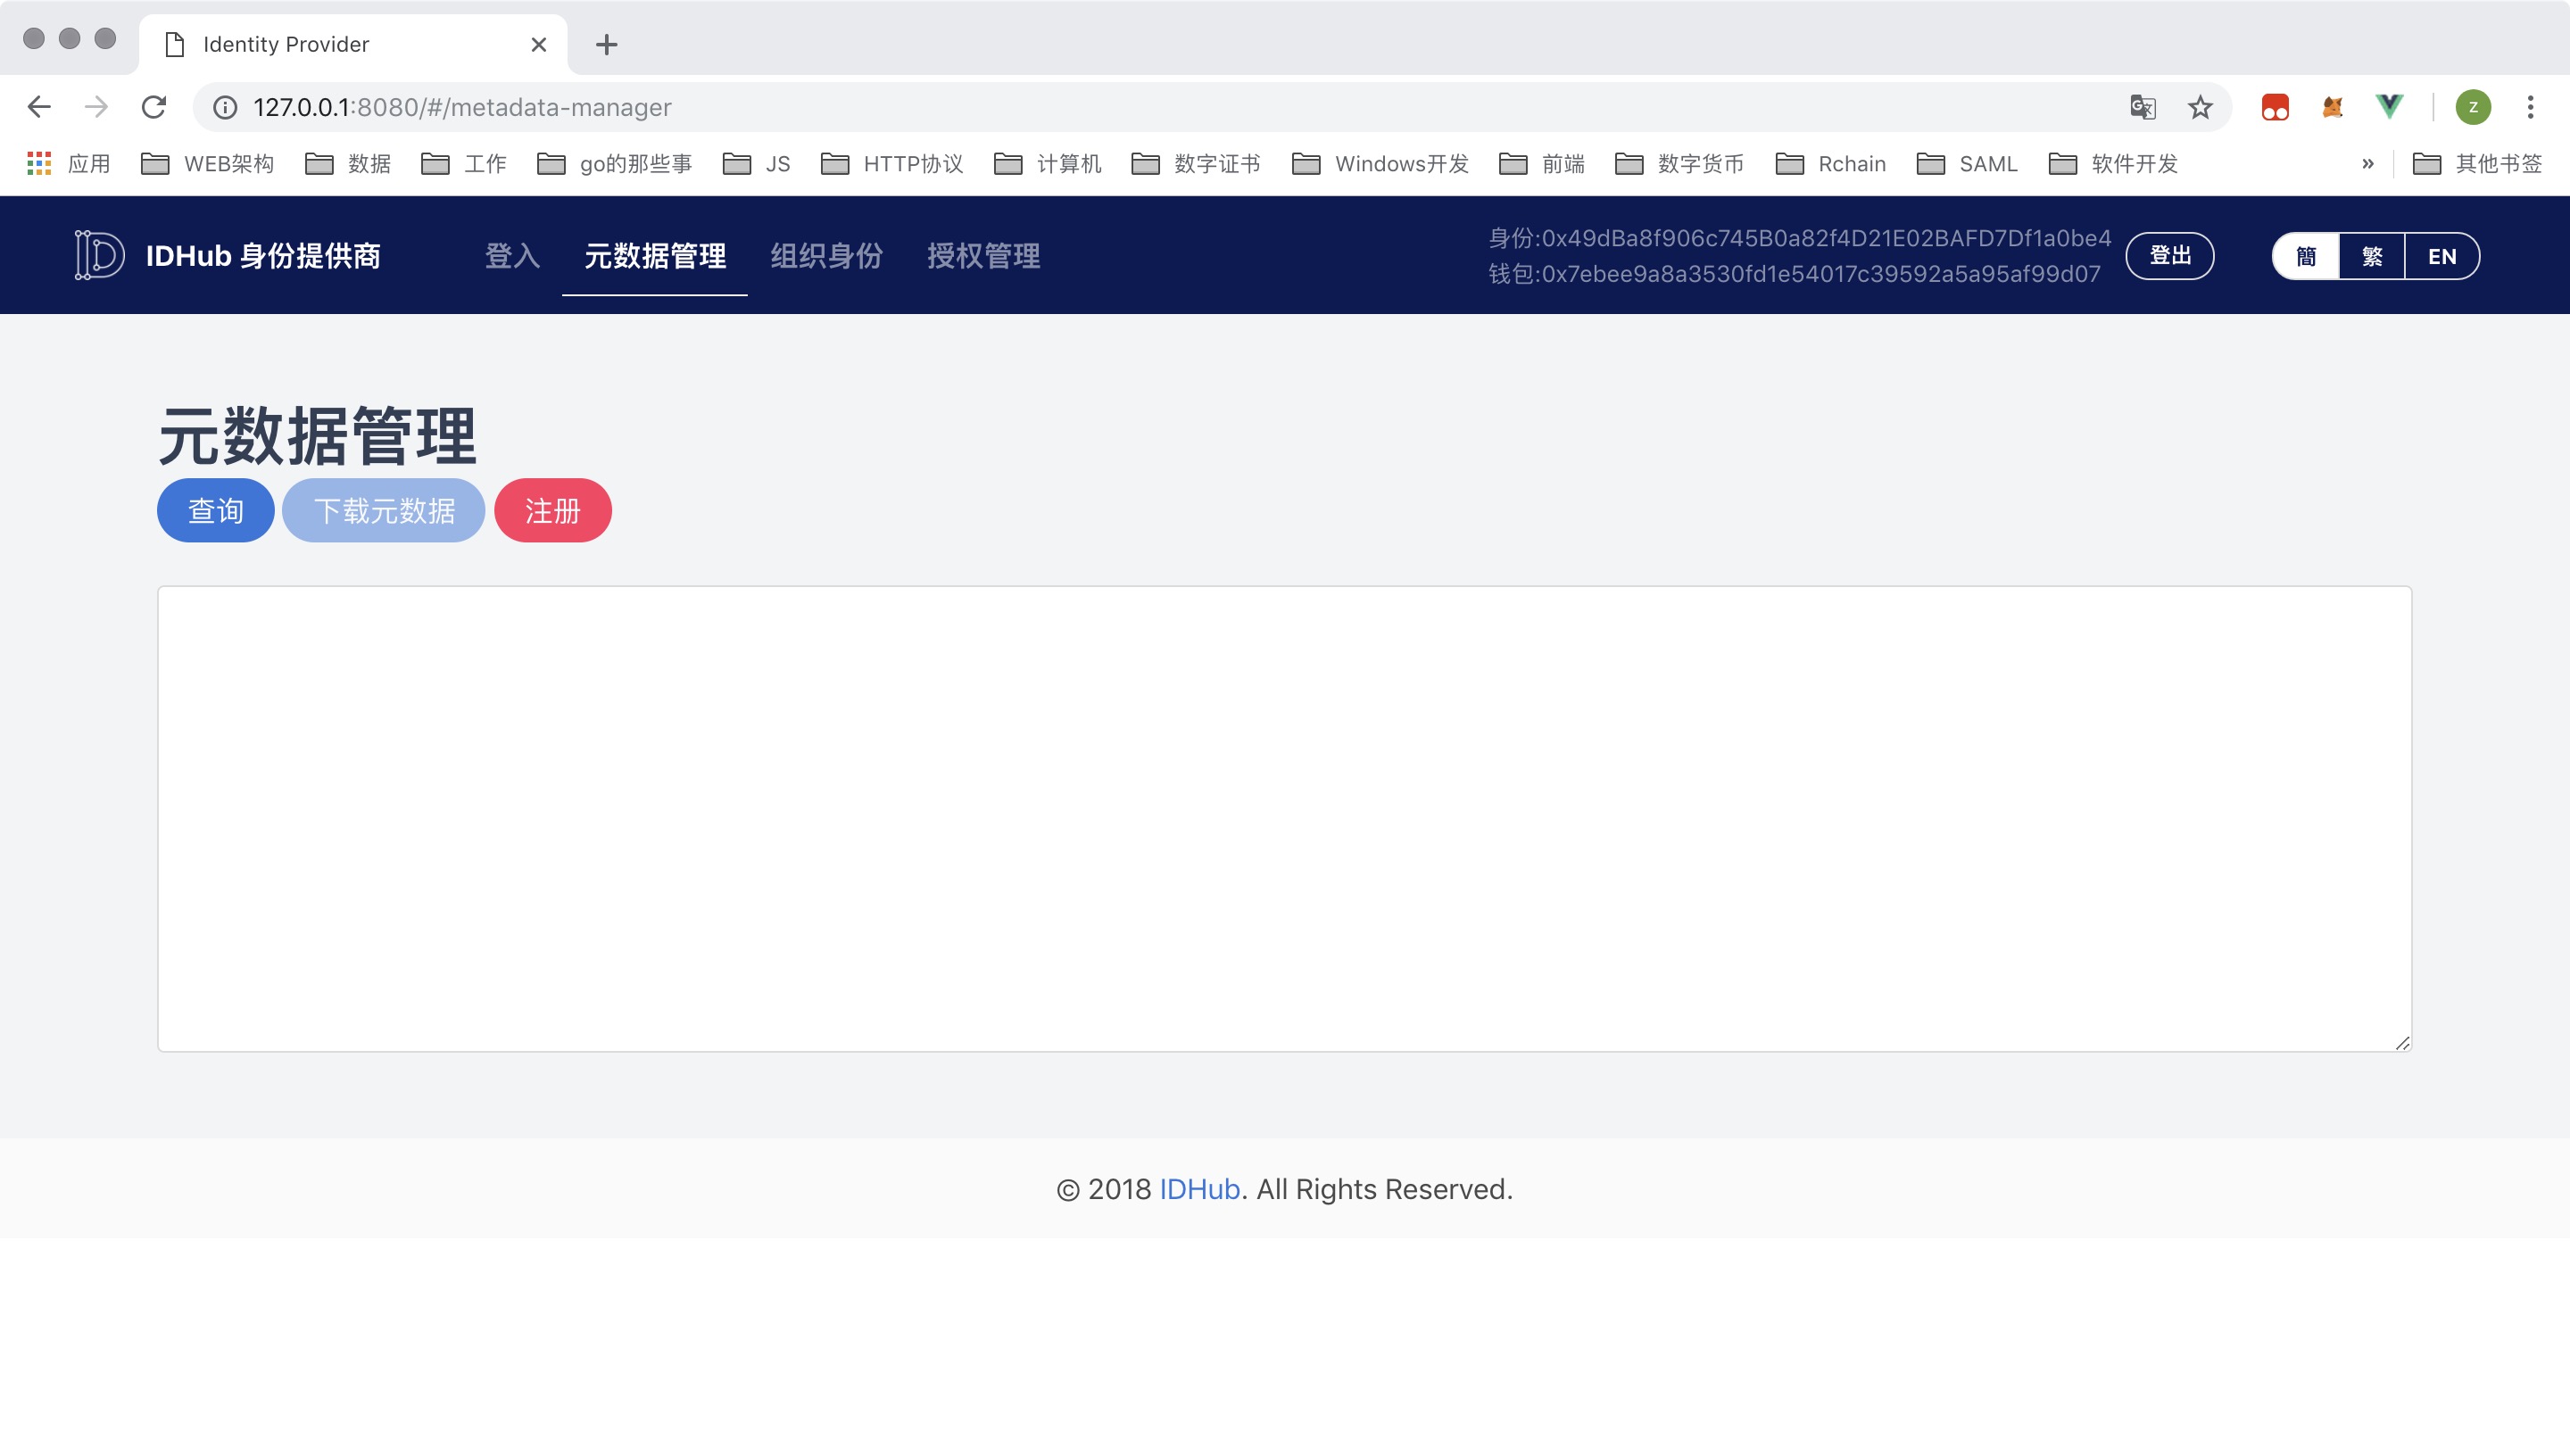 Identity Provider
127.0.0.1:8080/#/metadata-manager
应用 WEB架构 数据 工作 go的那些事 JS HTTP协议 计算机 数字证书 Windows开发 前端 数字货币 Rchain SAML 软件开发 » 其他书签
IDHub 身份提供商 登入 元数据管理 组织身份 授权管理
身份:0x49dBa8f906c745B0a82f4D21E02BAFD7Df1a0be4
钱包:0x7ebee9a8a3530fd1e54017c39592a5a95af99d07
登出 簡 繁 EN
元数据管理
查询 下载元数据 注册
© 2018 IDHub. All Rights Reserved.